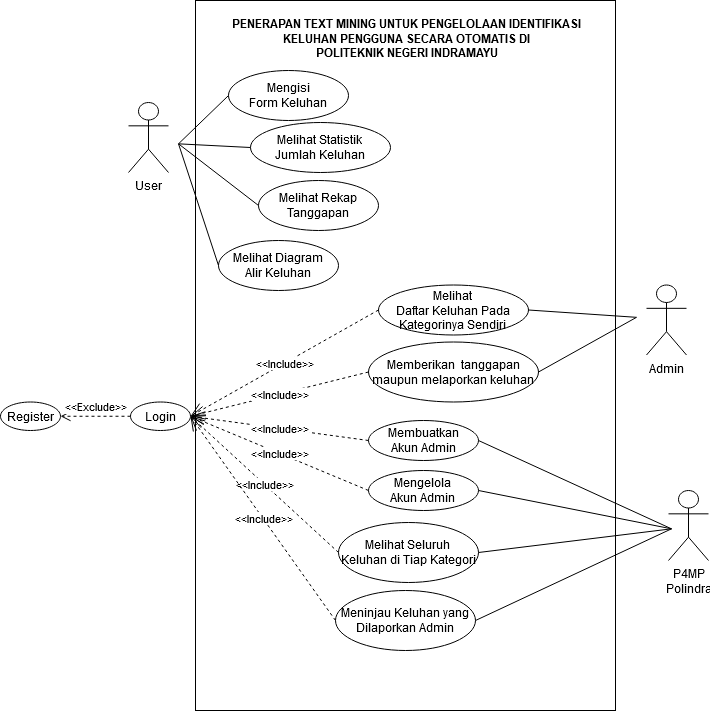 PENERAPAN TEXT MINING UNTUK PENGELOLAAN IDENTIFIKASI
KELUHAN PENGGUNA SECARA OTOMATIS DI
POLITEKNIK NEGERI INDRAMAYU
Mengisi
Form Keluhan
Melihat Statistik
Jumlah Keluhan
User
Melihat Rekap
Tanggapan
Melihat Diagram
Alir Keluhan
Melihat
Daftar Keluhan Pada
Kategorinya Sendiri
Admin
<<Include>>
Memberikan tanggapan
maupun melaporkan keluhan
<<Include>>
Register
<<Exclude>>
Login
<<Include>>
Membuatkan
Akun Admin
<<Include>>
Mengelola
Akun Admin
<<Include>>
<<Include>>
Melihat Seluruh
Keluhan di Tiap Kategori
P4MP
Polindra
Meninjau Keluhan yang
Dilaporkan Admin